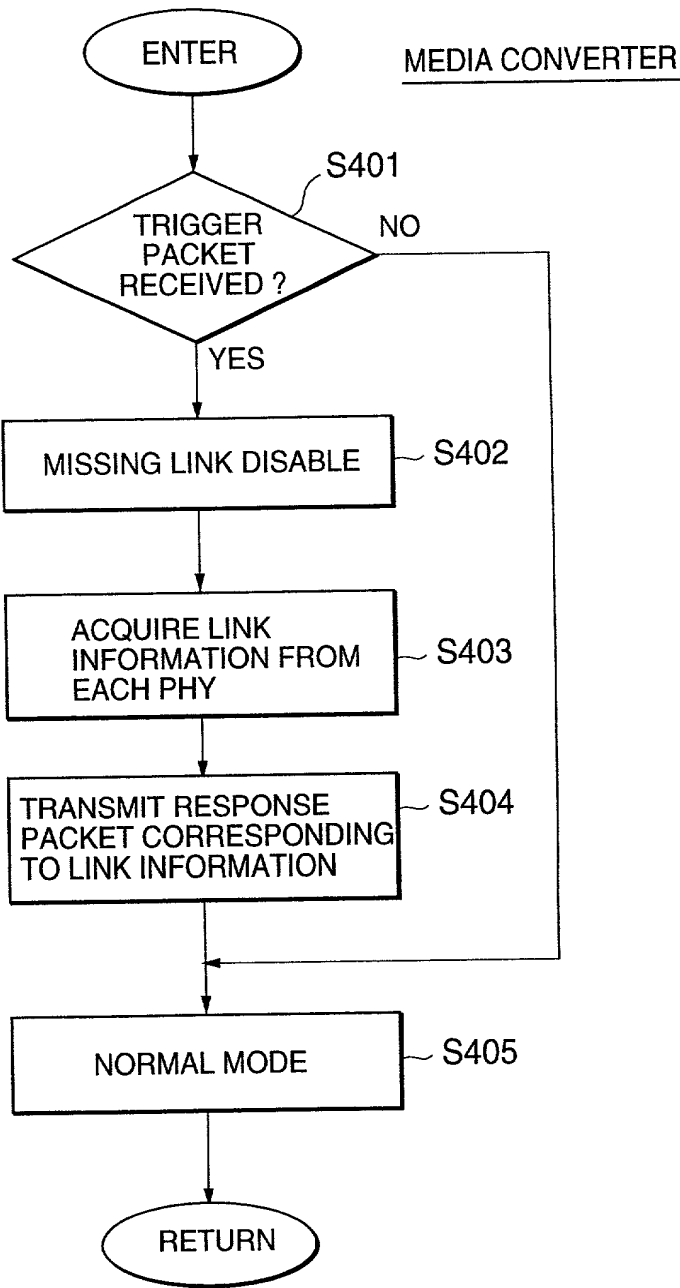 ENTER
MEDIA CONVERTER
S401
TRIGGER
PACKET
RECEIVED ?
NO
YES
MISSING LINK DISABLE
S402
ACQUIRE LINK
INFORMATION FROM
EACH PHY
S403
TRANSMIT RESPONSE
PACKET CORRESPONDING
TO LINK INFORMATION
S404
NORMAL MODE
S405
RETURN